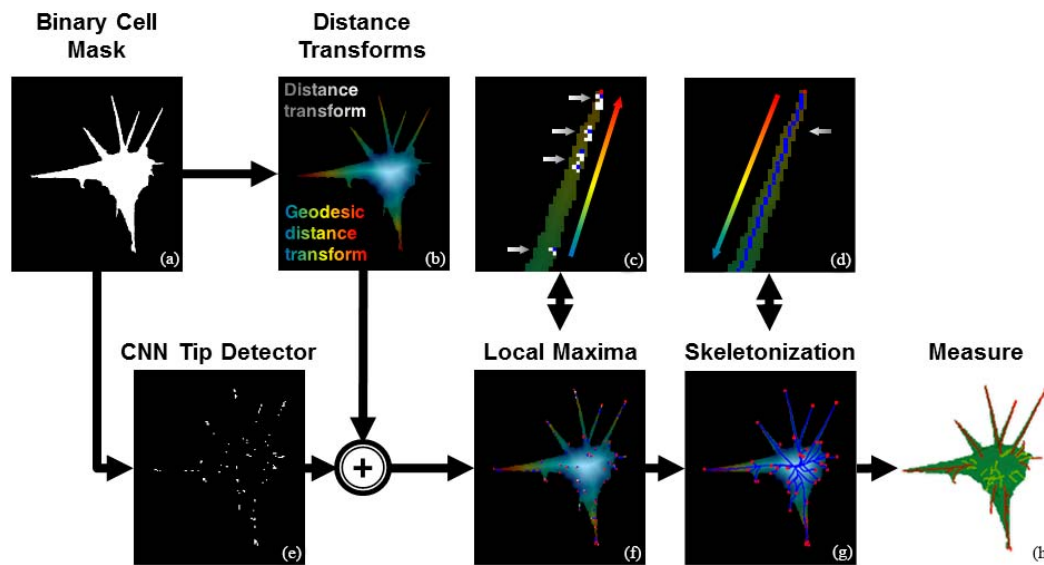 Binary Cell
Mask
Distance
Transforms
Distance
transform
Geodesic
distance
transform
(a)
(b)
(c)
(d)
CNN Tip Detector
Local Maxima
Skeletonization
Measure
+
(e)
(f)
(g)
(h